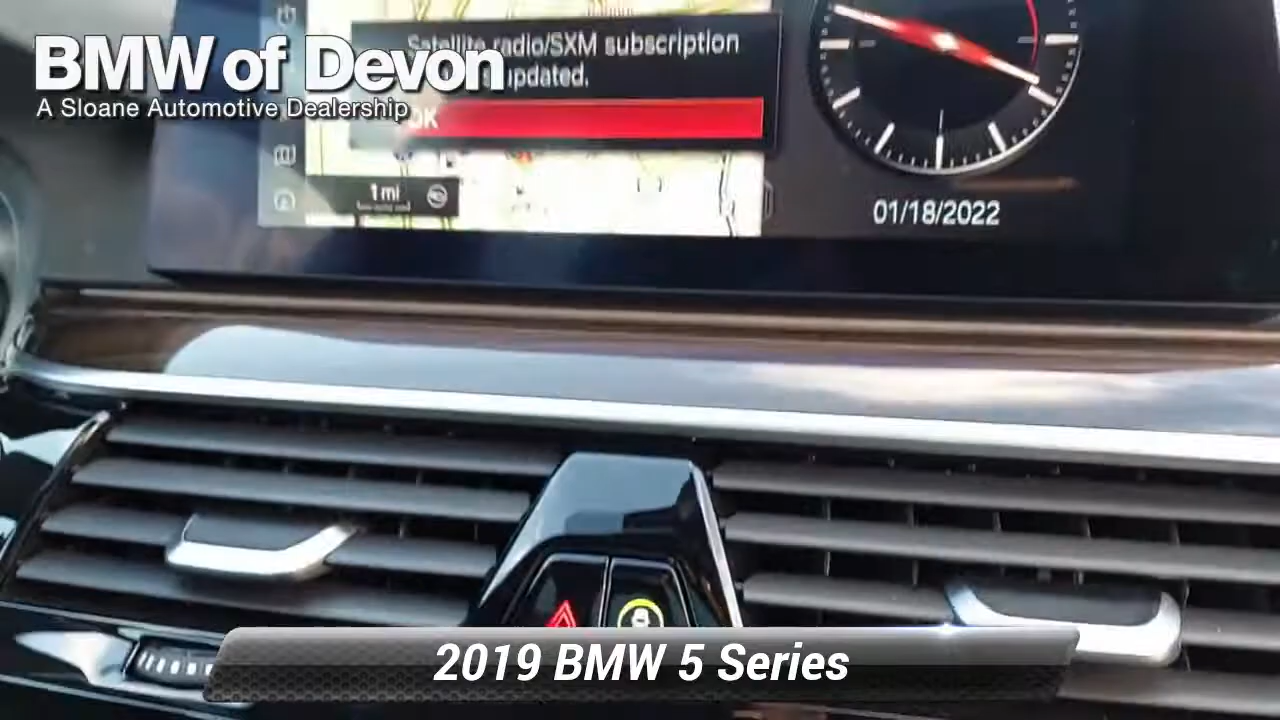 BMW of Devon
A Sloane Automotive Dealership
Satellite radio/SXM subscription
updated.
OK
1 mi
01/18/2022
2019 BMW 5 Series